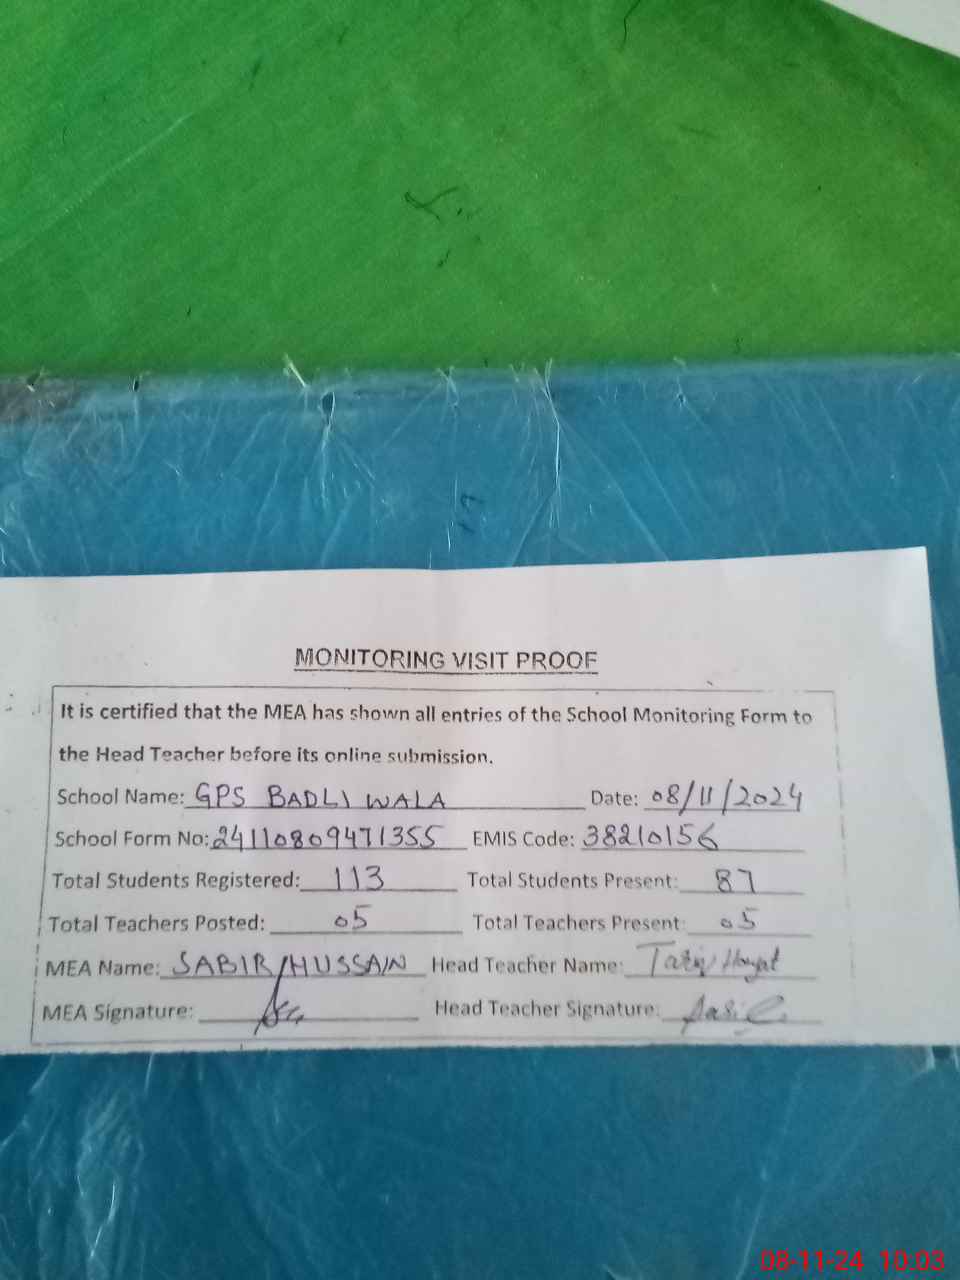 MONITORING VISIT PROOF
It is certified that the MEA has shown all entries of the School Monitoring Form to
the Head Teacher before its online submission.
School Name: GPS BADLI WALA Date: 08/11/2024
School Form No: 24110809471355 EMIS Code: 38210156
Total Students Registered: 113 Total Students Present: 87
Total Teachers Posted: 05 Total Teachers Present: 05
MEA Name: SABIR HUSSAIN Head Teacher Name: Tariq Hayat
MEA Signature: Head Teacher Signature:
08-11-24 10:03